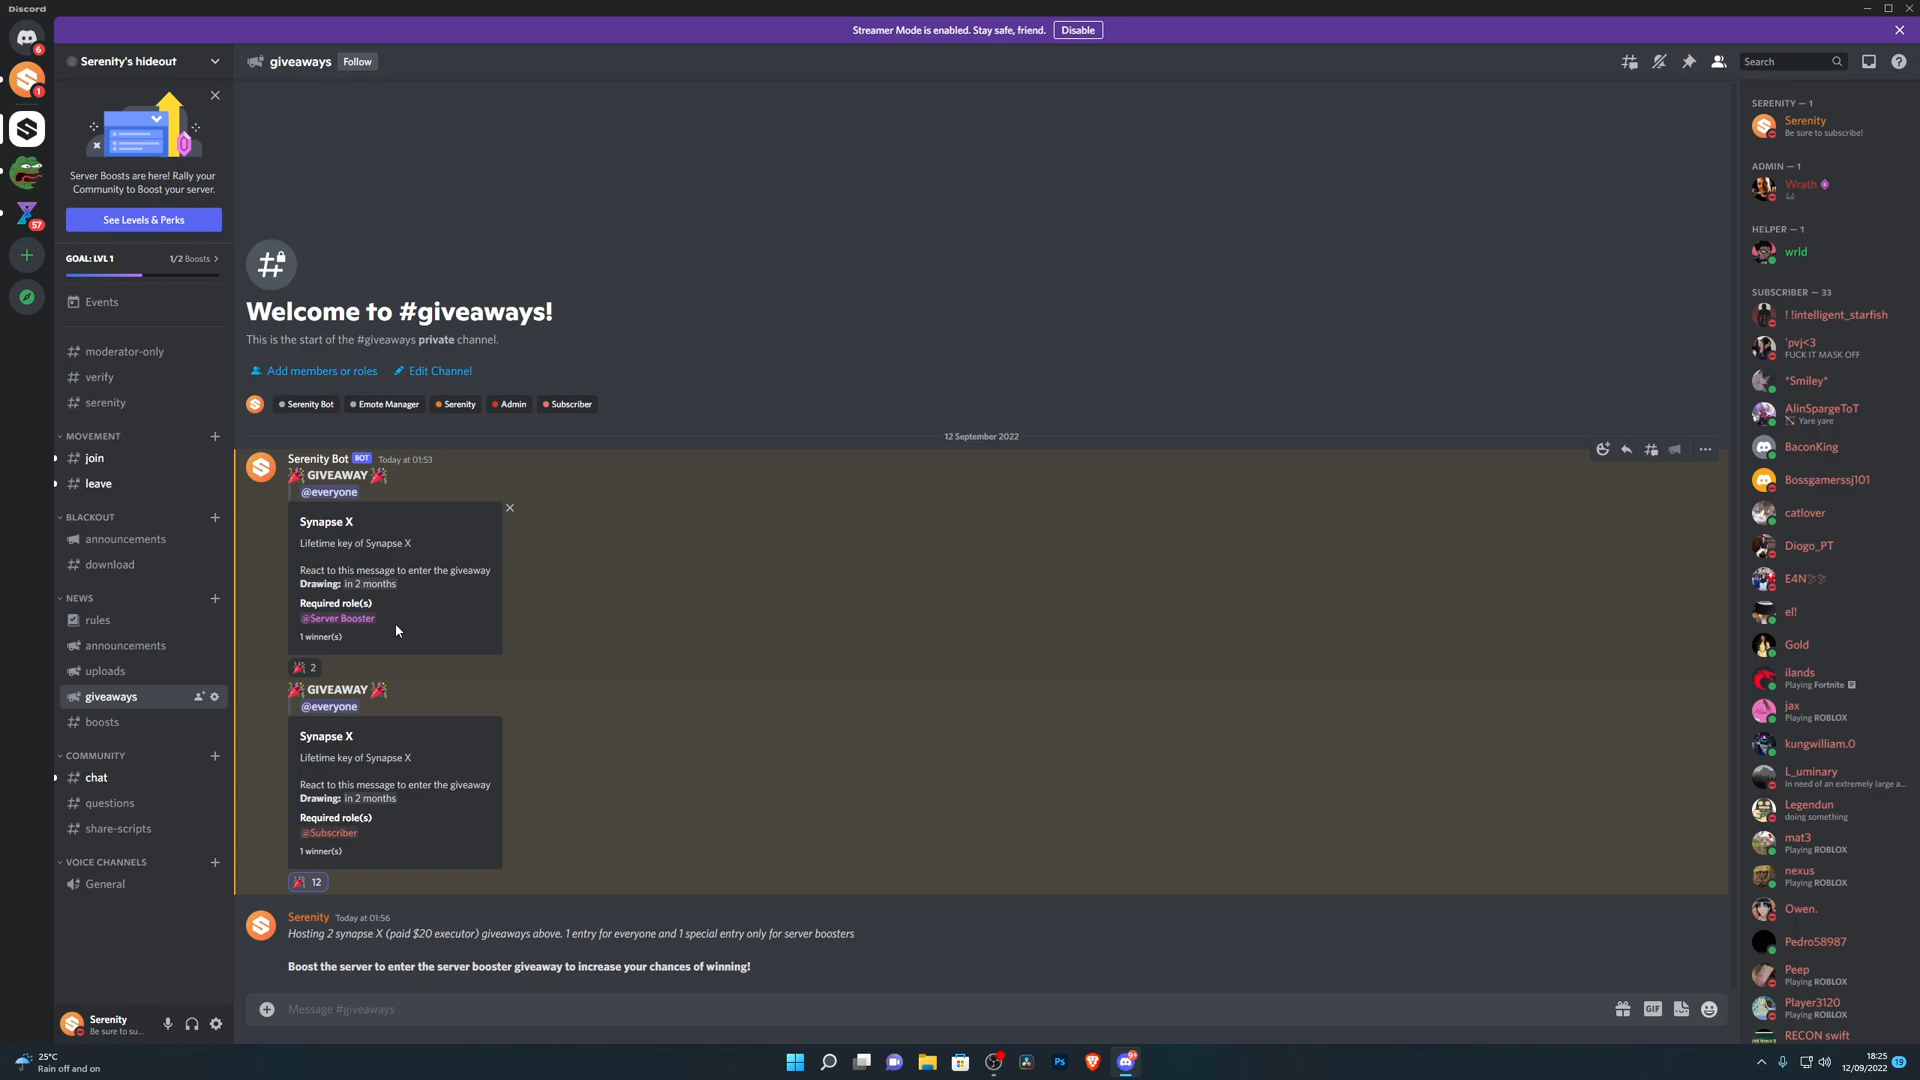 Discord
Streamer Mode is enabled. Stay safe, friend.
Disable
6
1
57
Serenity's hideout
Server Boosts are here! Rally your
Community to Boost your server.
See Levels & Perks
GOAL: LVL 1
1/2 Boosts
Events
moderator-only
verify
serenity
MOVEMENT
join
leave
BLACKOUT
announcements
download
NEWS
rules
announcements
uploads
giveaways
boosts
COMMUNITY
chat
questions
share-scripts
VOICE CHANNELS
General
Serenity
Be sure to su...
giveaways
Follow
Search
Welcome to #giveaways!
This is the start of the #giveaways private channel.
Add members or roles
Edit Channel
Serenity Bot
Emote Manager
Serenity
Admin
Subscriber
12 September 2022
Serenity Bot BOT Today at 01:53
GIVEAWAY
@everyone
Synapse X
Lifetime key of Synapse X
React to this message to enter the giveaway
Drawing: in 2 months
Required role(s)
@Server Booster
1 winner(s)
2
GIVEAWAY
@everyone
Synapse X
Lifetime key of Synapse X
React to this message to enter the giveaway
Drawing: in 2 months
Required role(s)
@Subscriber
1 winner(s)
12
Serenity Today at 01:56
Hosting 2 synapse X (paid $20 executor) giveaways above. 1 entry for everyone and 1 special entry only for server boosters
Boost the server to enter the server booster giveaway to increase your chances of winning!
Message #giveaways
GIF
SERENITY — 1
Serenity
Be sure to subscribe!
ADMIN — 1
Wrath
HELPER — 1
wrld
SUBSCRIBER — 33
! !intelligent_starfish
'pvj<3
FUCK IT MASK OFF
*Smiley*
AlinSpargeToT
Yare yare
BaconKing
Bossgamerssj101
catlover
Diogo_PT
E4N
el!
Gold
ilands
Playing Fortnite
jax
Playing ROBLOX
kungwilliam.0
L_uminary
In need of an extremely large a...
Legendun
doing something
mat3
Playing ROBLOX
nexus
Playing ROBLOX
Owen.
Pedro58987
Peep
Playing ROBLOX
Player3120
Playing ROBLOX
RECON swift
25°C
Rain off and on
Ps
9+
18:25
12/09/2022
19